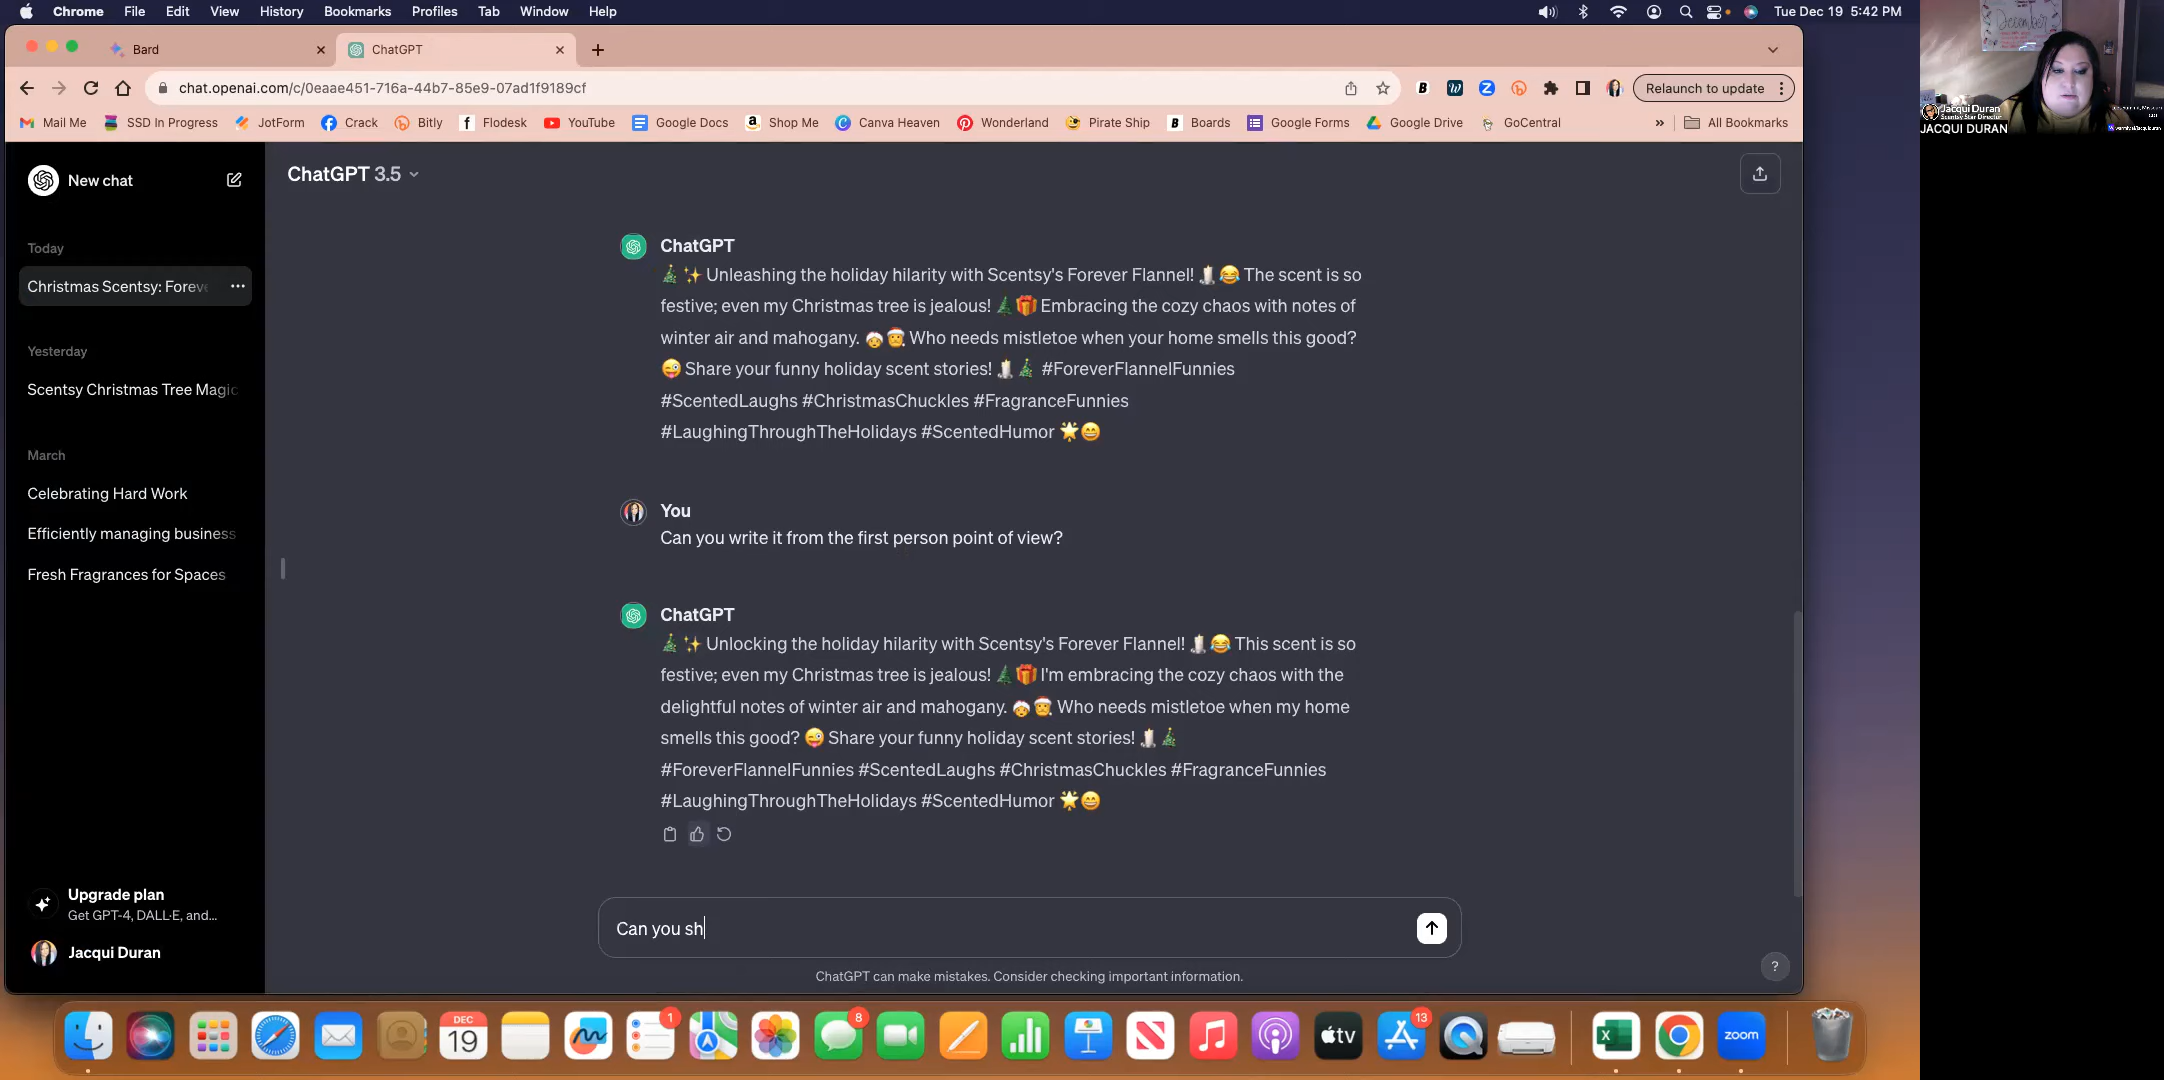 Chrome File Edit View History Bookmarks Profiles Tab Window Help
Tue Dec 19 5:42 PM
Bard
ChatGPT
chat.openai.com/c/0eaae451-716a-44b7-85e9-07ad1f9189cf
Relaunch to update
Mail Me SSD In Progress JotForm Crack Bitly Flodesk YouTube Google Docs Shop Me Canva Heaven Wonderland Pirate Ship Boards Google Forms Google Drive GoCentral » All Bookmarks
New chat
Today
Christmas Scentsy: Foreve
Yesterday
Scentsy Christmas Tree Magic
March
Celebrating Hard Work
Efficiently managing business
Fresh Fragrances for Spaces
Upgrade plan
Get GPT-4, DALL·E, and...
Jacqui Duran
ChatGPT 3.5
ChatGPT
🎄✨ Unleashing the holiday hilarity with Scentsy's Forever Flannel! 🕯️😂 The scent is so
festive; even my Christmas tree is jealous! 🎄🎁 Embracing the cozy chaos with notes of
winter air and mahogany. 🤶🧑‍🎄 Who needs mistletoe when your home smells this good?
😜 Share your funny holiday scent stories! 🕯️🎄 #ForeverFlannelFunnies
#ScentedLaughs #ChristmasChuckles #FragranceFunnies
#LaughingThroughTheHolidays #ScentedHumor 🌟😄
You
Can you write it from the first person point of view?
ChatGPT
🎄✨ Unlocking the holiday hilarity with Scentsy's Forever Flannel! 🕯️😂 This scent is so
festive; even my Christmas tree is jealous! 🎄🎁 I'm embracing the cozy chaos with the
delightful notes of winter air and mahogany. 🤶🧑‍🎄 Who needs mistletoe when my home
smells this good? 😜 Share your funny holiday scent stories! 🕯️🎄
#ForeverFlannelFunnies #ScentedLaughs #ChristmasChuckles #FragranceFunnies
#LaughingThroughTheHolidays #ScentedHumor 🌟😄
Can you sh
ChatGPT can make mistakes. Consider checking important information.
?
DEC
19
1
8
tv
13
zoom
December
Jacqui Duran
Scentsy Star Director
JACQUI DURAN